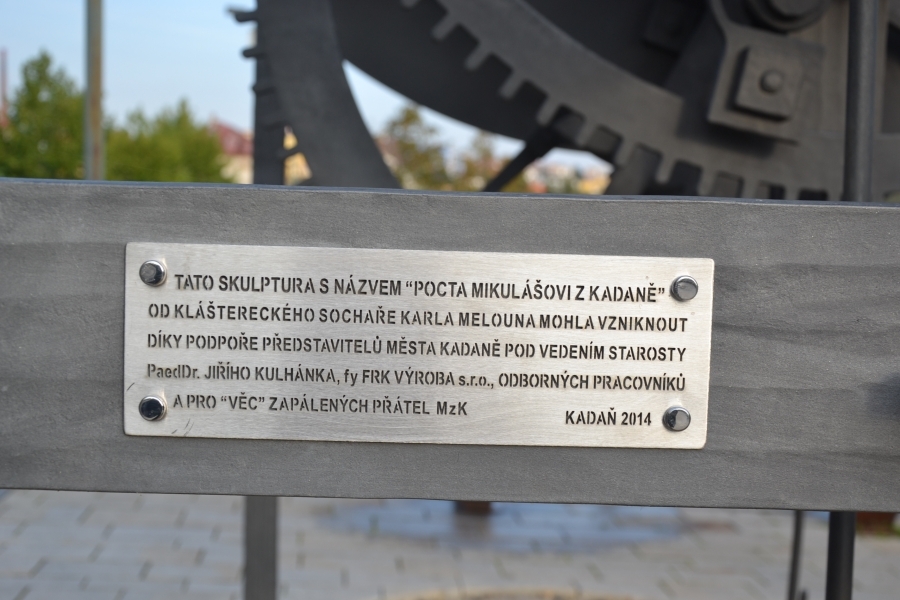 TATO SKULPTURA S NÁZVEM “POCTA MIKULÁŠOVI Z KADANĚ”
OD KLÁŠTERECKÉHO SOCHAŘE KARLA MELOUNA MOHLA VZNIKNOUT
DÍKY PODPOŘE PŘEDSTAVITELŮ MĚSTA KADANĚ POD VEDENÍM STAROSTY
PaedDr. JIŘÍHO KULHÁNKA, fy FRK VÝROBA s.r.o., ODBORNÝCH PRACOVNÍKŮ
A PRO “VĚC” ZAPÁLENÝCH PŘÁTEL MzK
KADAŇ 2014